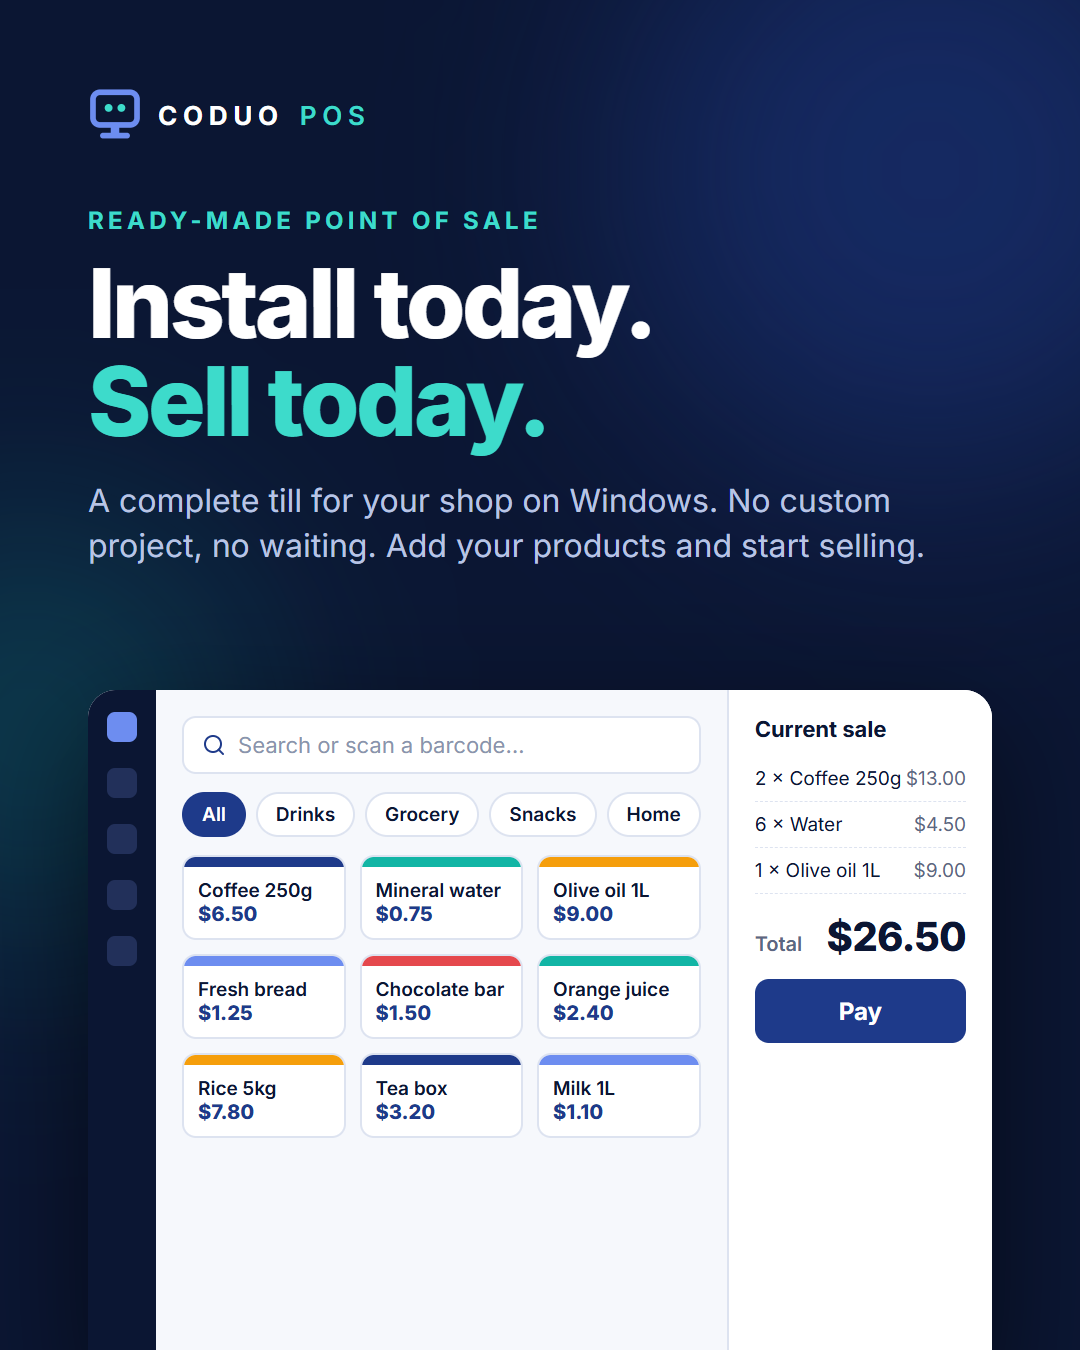 CODUO POS
READY-MADE POINT OF SALE
Install today.
Sell today.
A complete till for your shop on Windows. No custom
project, no waiting. Add your products and start selling.
Search or scan a barcode...
All Drinks Grocery Snacks Home
Coffee 250g Mineral water Olive oil 1L
$6.50 $0.75 $9.00
Fresh bread Chocolate bar Orange juice
$1.25 $1.50 $2.40
Rice 5kg Tea box Milk 1L
$7.80 $3.20 $1.10
Current sale
2 × Coffee 250g $13.00
6 × Water $4.50
1 × Olive oil 1L $9.00
Total $26.50
Pay